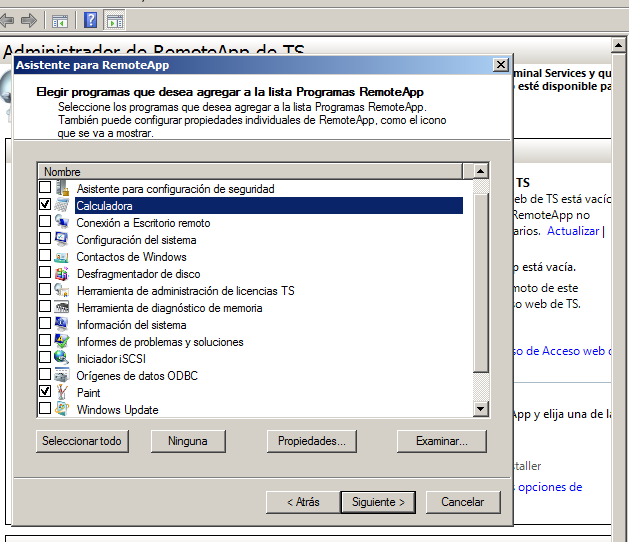 Administrador de RemoteApp de TS
Asistente para RemoteApp
Elegir programas que desea agregar a la lista Programas RemoteApp
Seleccione los programas que desea agregar a la lista Programas RemoteApp.
También puede configurar propiedades individuales de RemoteApp, como el icono
que se va a mostrar.
Nombre
Asistente para configuración de seguridad
Calculadora
Conexión a Escritorio remoto
Configuración del sistema
Contactos de Windows
Desfragmentador de disco
Herramienta de administración de licencias TS
Herramienta de diagnóstico de memoria
Información del sistema
Informes de problemas y soluciones
Iniciador iSCSI
Orígenes de datos ODBC
Paint
Windows Update
Seleccionar todo
Ninguna
Propiedades...
Examinar...
< Atrás
Siguiente >
Cancelar
minal Services y qu
esté disponible pa
TS
eb de TS está vacíc
RemoteApp no
arios. Actualizar |
o está vacía.
moto de este
so web de TS.
so de Acceso web d
App y elija una de la
staller
s opciones de